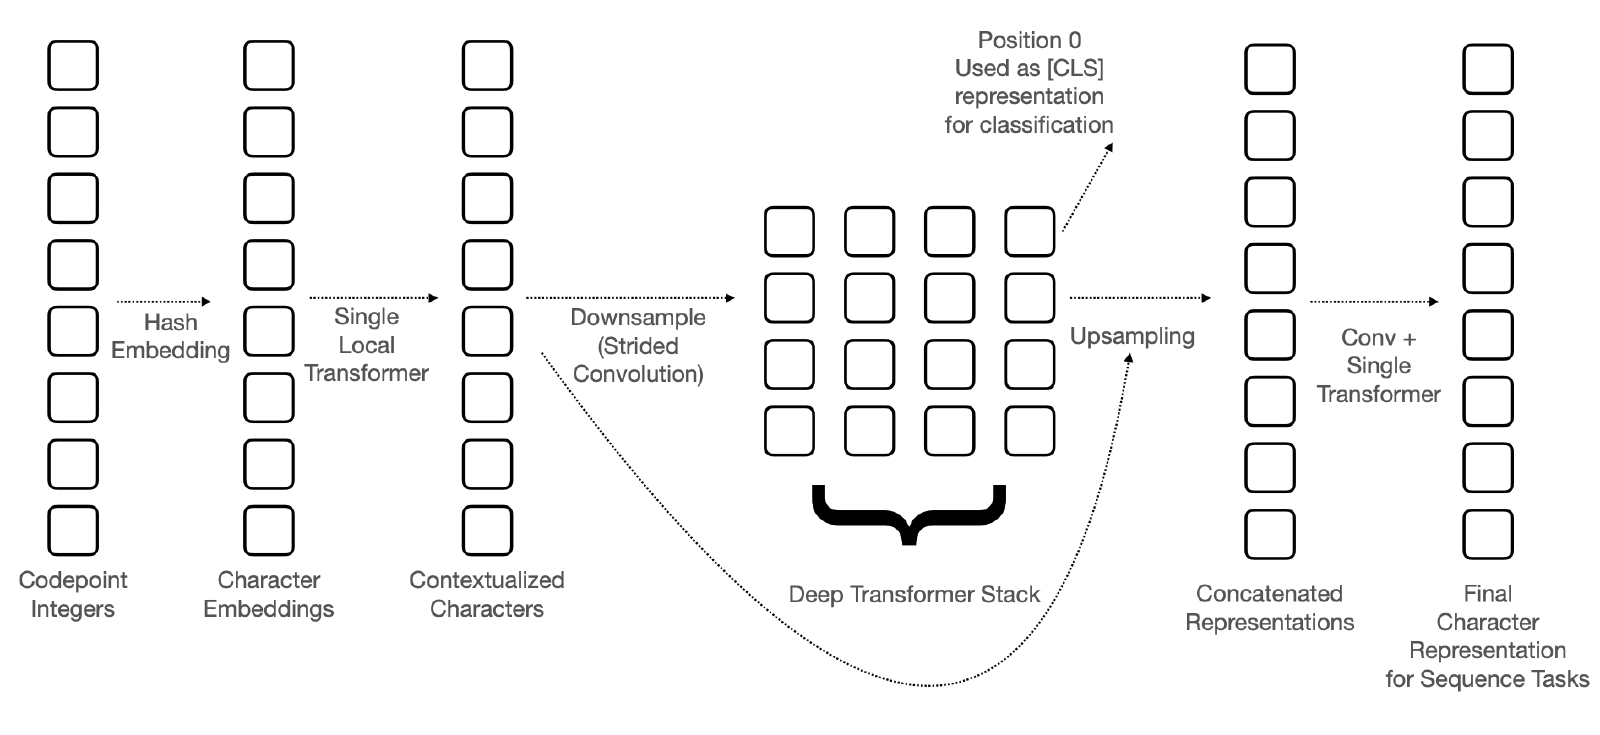 Position 0
Used as [CLS]
representation
for classification
Hash
Embedding
Single
Local
Transformer
Downsample
(Strided
Convolution)
Upsampling
Conv +
Single
Transformer
Codepoint
Integers
Character
Embeddings
Contextualized
Characters
Deep Transformer Stack
Concatenated
Representations
Final
Character
Representation
for Sequence Tasks